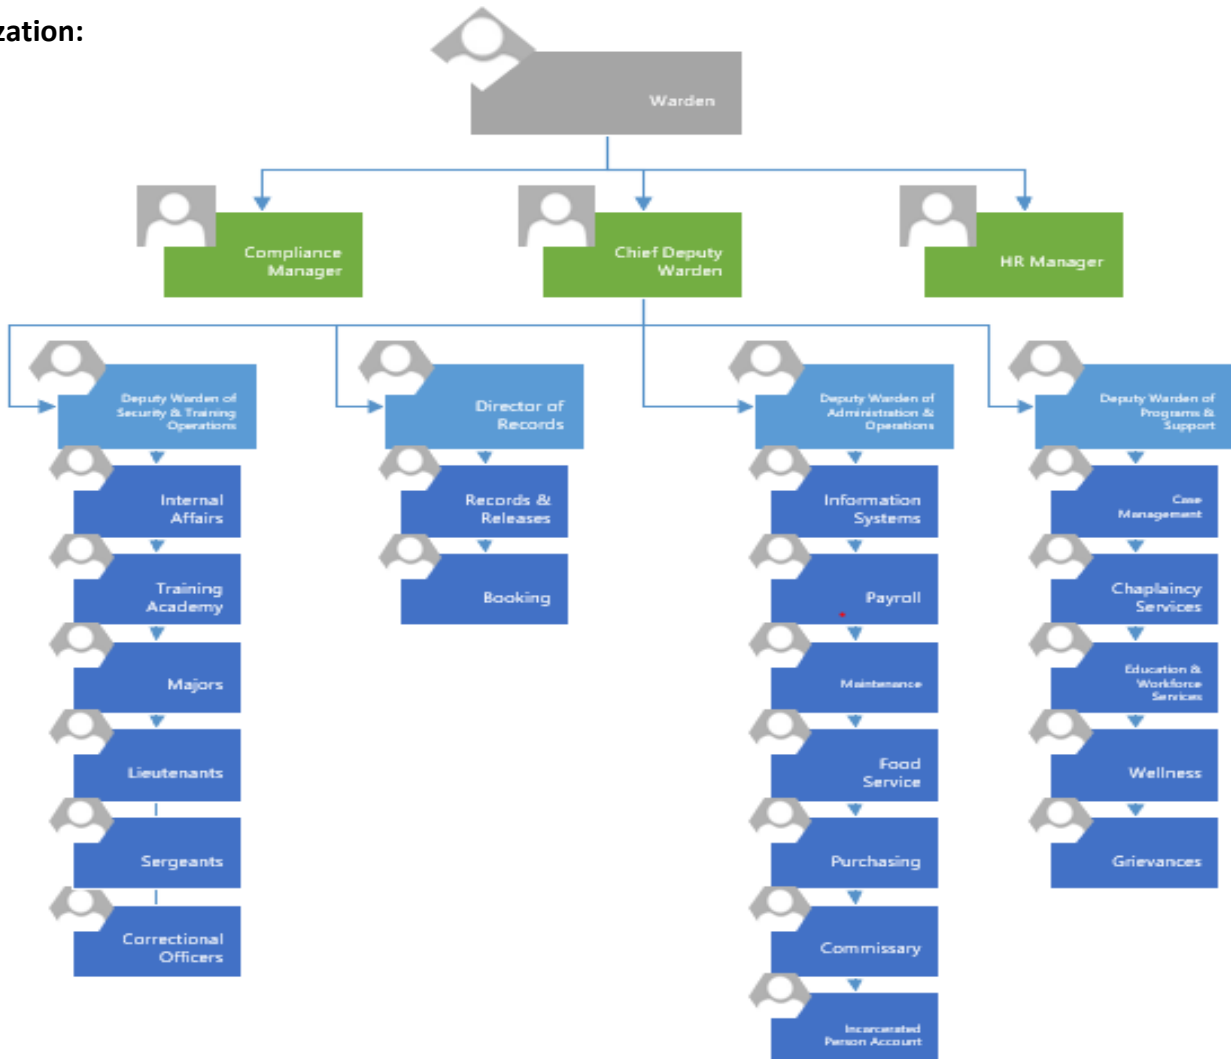 zation:
Warden
Compliance
Manager
Chief Deputy
Warden
HR Manager
Deputy Warden of
Security & Training
Operations
Director of
Records
Deputy Warden of
Administration &
Operations
Deputy Warden of
Programs &
Support
Internal
Affairs
Records &
Releases
Information
Systems
Case
Management
Training
Academy
Booking
Payroll
Chaplaincy
Services
Majors
Maintenance
Education &
Workforce
Services
Lieutenants
Food
Service
Wellness
Sergeants
Purchasing
Grievances
Correctional
Officers
Commissary
Incarcerated
Person Account